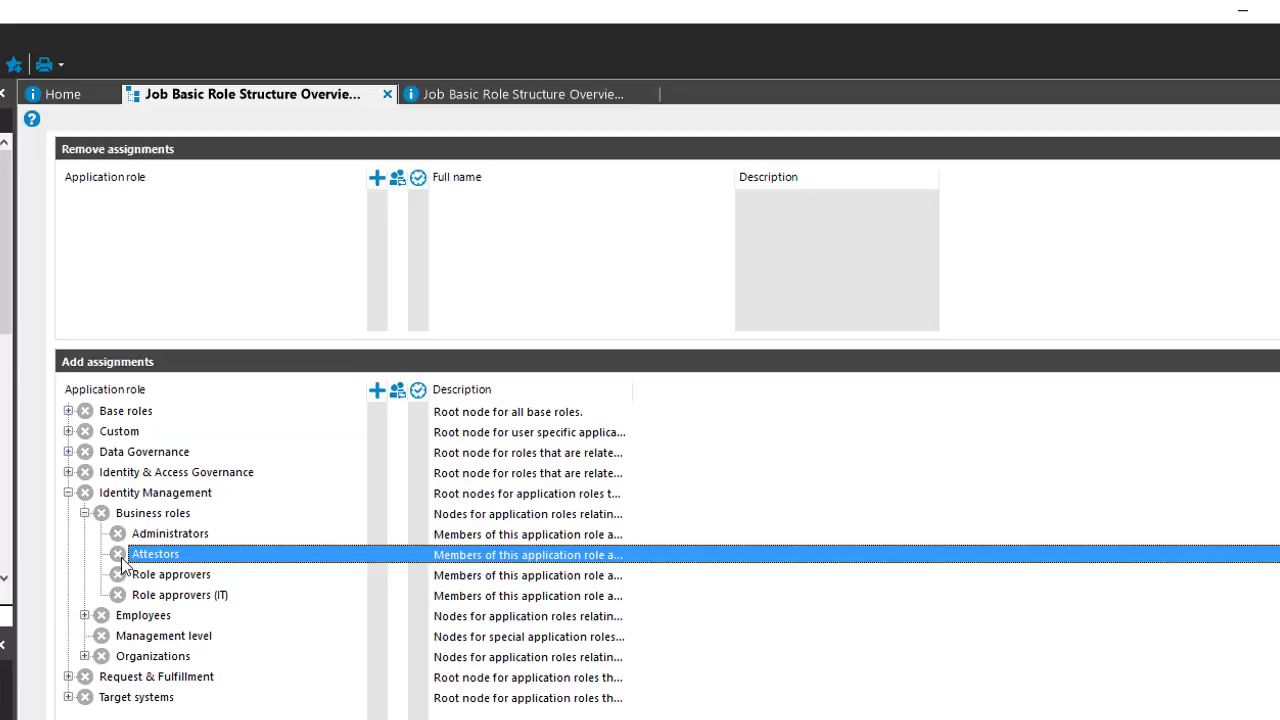 Home
Job Basic Role Structure Overvie...
Job Basic Role Structure Overvie...
Remove assignments
Application role Full name Description
Add assignments
Application role Description
Base roles Root node for all base roles.
Custom Root node for user specific applica...
Data Governance Root node for roles that are relate...
Identity & Access Governance Root node for roles that are relate...
Identity Management Root nodes for application roles t...
Business roles Nodes for application roles relatin...
Administrators Members of this application role a...
Attestors Members of this application role a...
Role approvers Members of this application role a...
Role approvers (IT) Members of this application role a...
Employees Nodes for application roles relatin...
Management level Nodes for special application roles...
Organizations Nodes for application roles relatin...
Request & Fulfillment Root node for application roles th...
Target systems Root node for application roles th...